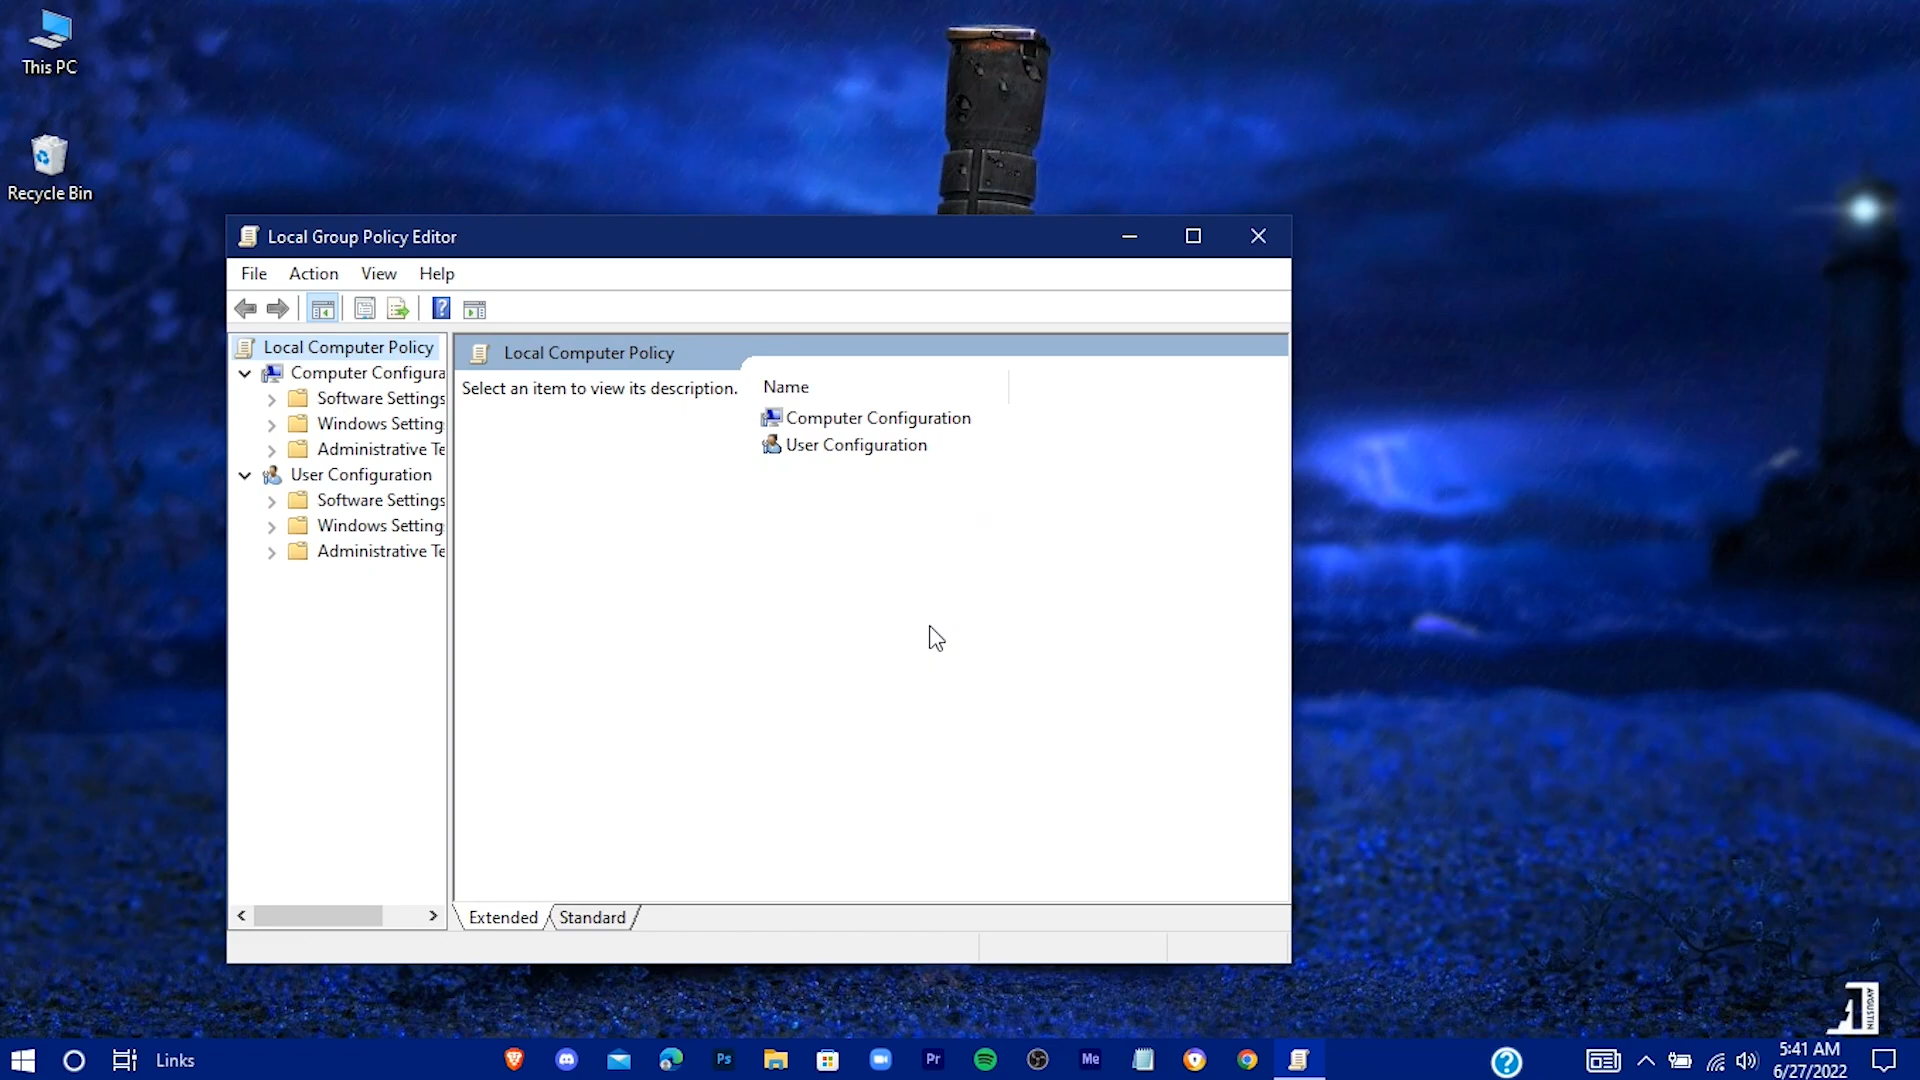 This PC
Recycle Bin
Local Group Policy Editor
File Action View Help
Local Computer Policy
Computer Configura
Software Settings
Windows Setting
Administrative Te
User Configuration
Software Settings
Windows Setting
Administrative Te
Local Computer Policy
Select an item to view its description.
Name
Computer Configuration
User Configuration
Extended
Standard
AVGUSTIN
Links
Ps
Pr
Me
5:41 AM
6/27/2022